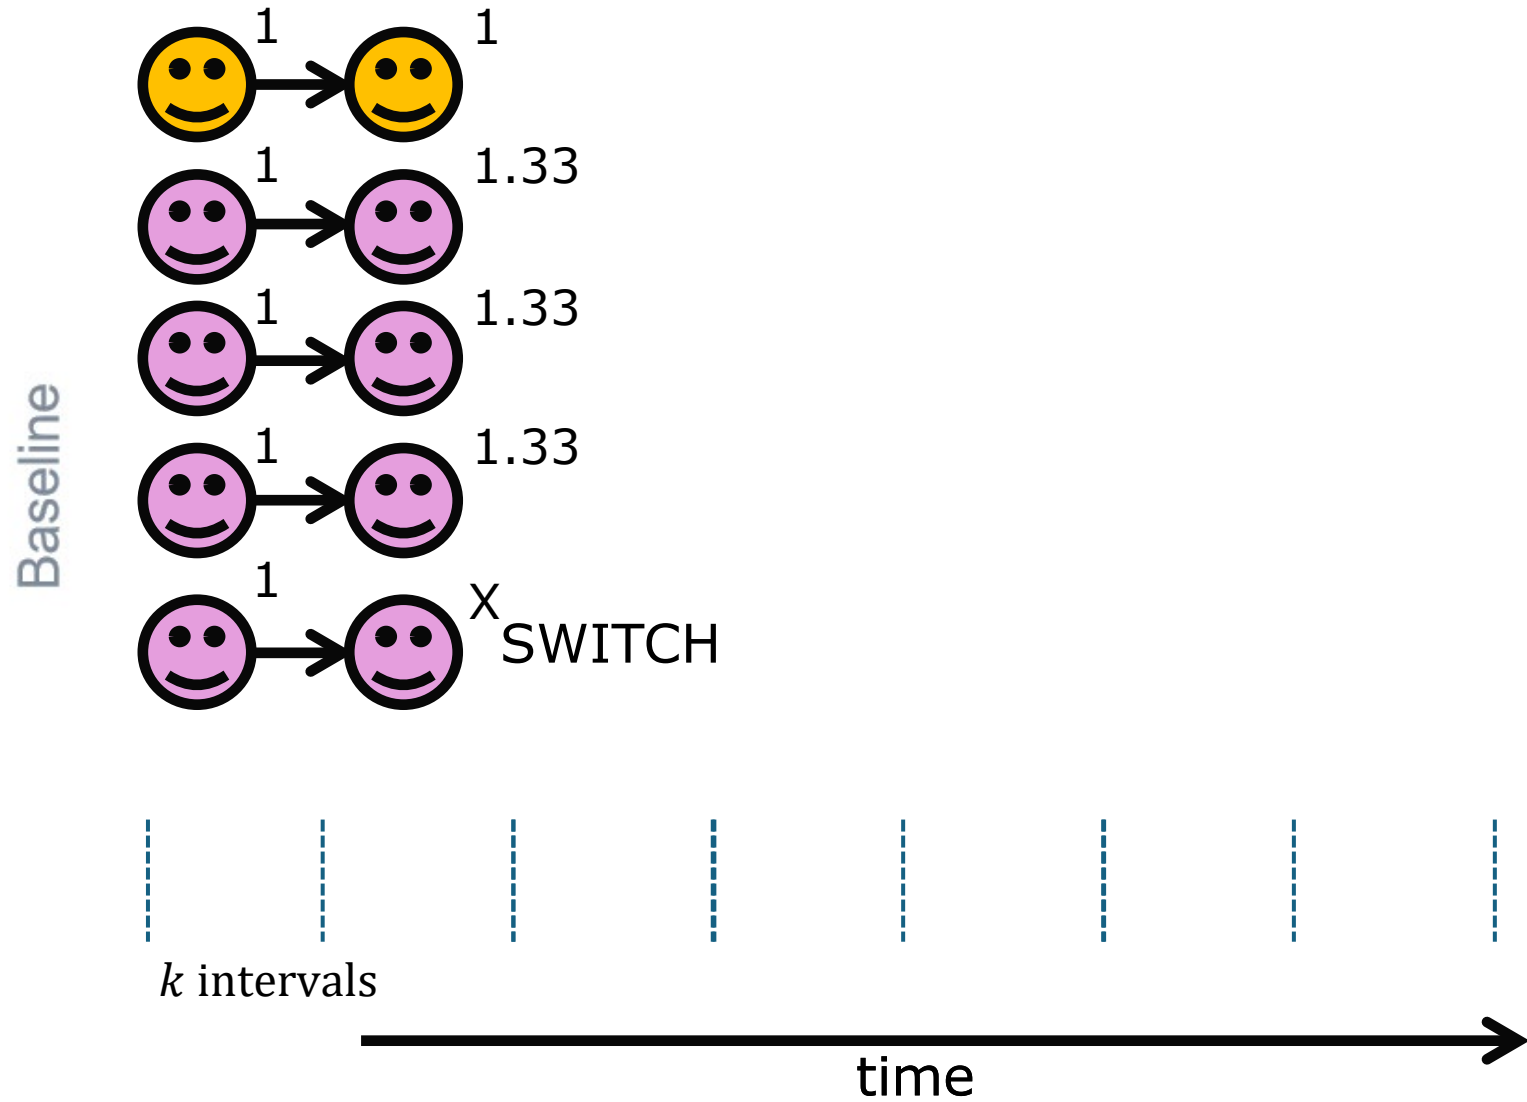 1 1
1 1.33
1 1.33
Baseline
1 1.33
1 X
SWITCH
k intervals
time